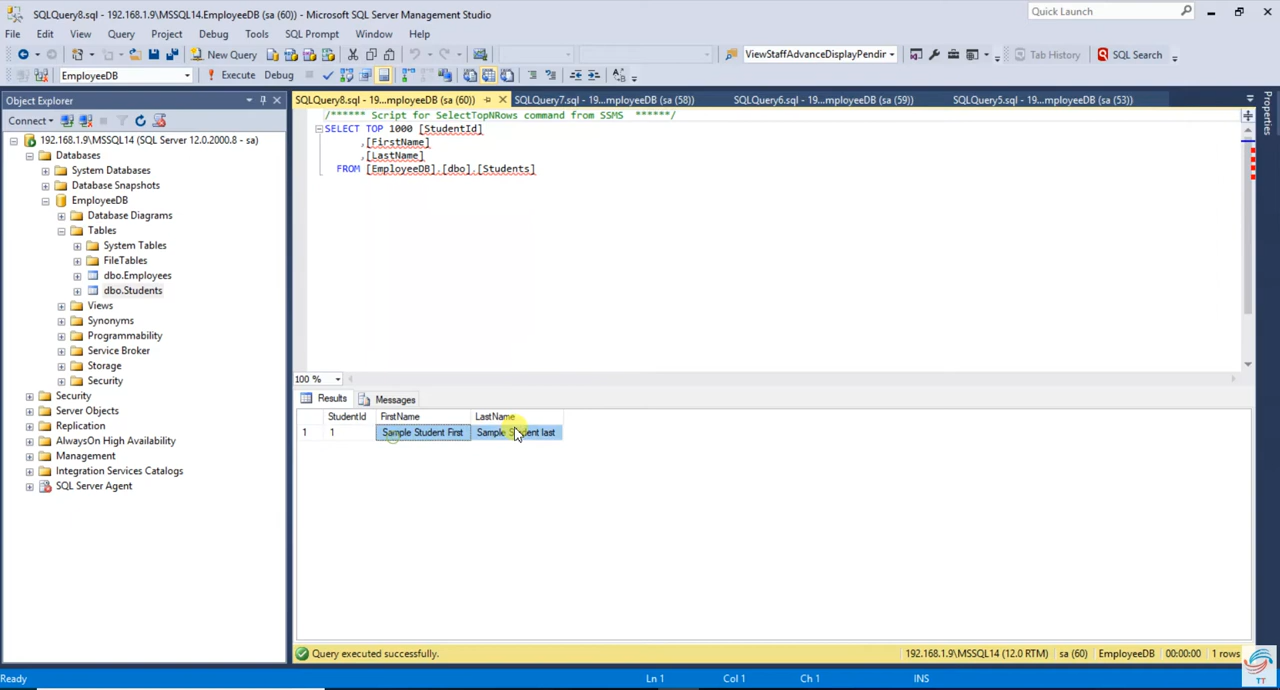 SQLQuery8.sql - 192.168.1.9\MSSQL14.EmployeeDB (sa (60)) - Microsoft SQL Server Management Studio
Quick Launch
File Edit View Query Project Debug Tools SQL Prompt Window Help
New Query
ViewStaffAdvanceDisplayPendir
Tab History
SQL Search
EmployeeDB
Execute Debug
Object Explorer
SQLQuery8.sql - 19...mployeeDB (sa (60)) SQLQuery7.sql - 19...mployeeDB (sa (58)) SQLQuery6.sql - 19...mployeeDB (sa (59)) SQLQuery5.sql - 19...mployeeDB (sa (53))
Connect
192.168.1.9\MSSQL14 (SQL Server 12.0.2000.8 - sa)
Databases
System Databases
Database Snapshots
EmployeeDB
Database Diagrams
Tables
System Tables
FileTables
dbo.Employees
dbo.Students
Views
Synonyms
Programmability
Service Broker
Storage
Security
Security
Server Objects
Replication
AlwaysOn High Availability
Management
Integration Services Catalogs
SQL Server Agent
/****** Script for SelectTopNRows command from SSMS ******/
SELECT TOP 1000 [StudentId]
,[FirstName]
,[LastName]
FROM [EmployeeDB].[dbo].[Students]
Properties
100 %
Results Messages
StudentId FirstName LastName
1 1 Sample Student First Sample Student last
Query executed successfully.
192.168.1.9\MSSQL14 (12.0 RTM) sa (60) EmployeeDB 00:00:00 1 rows
Ready
Ln 1 Col 1 Ch 1 INS
TT